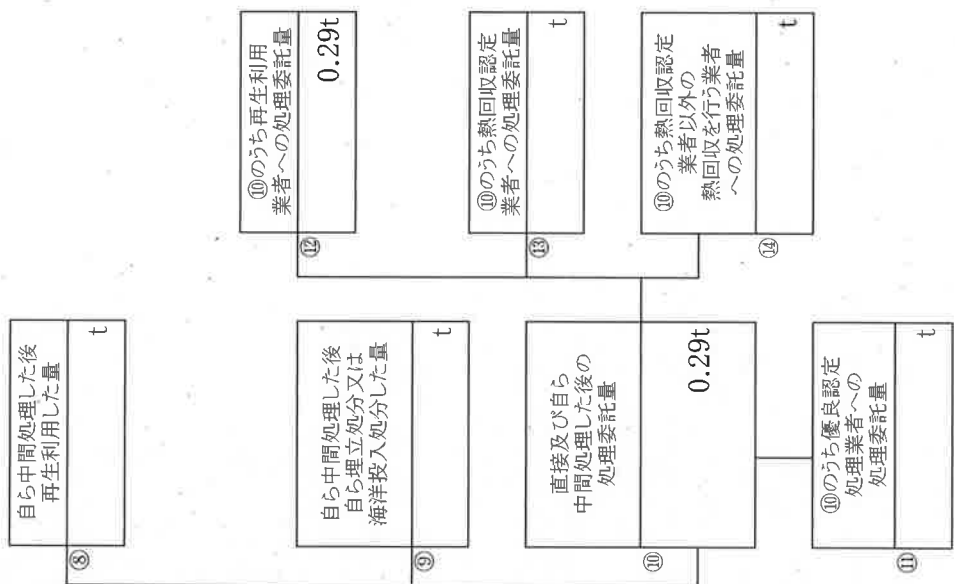 ⑧
自ら中間処理した後
再生利用した量
t
⑨
自ら中間処理した後
自ら埋立処分又は
海洋投入処分した量
t
⑩
直接及び自ら
中間処理した後の
処理委託量
0.29t
⑪
⑩のうち優良認定
処理業者への
処理委託量
t
⑫
⑩のうち再生利用
業者への処理委託量
0.29t
⑬
⑩のうち熱回収認定
業者への処理委託量
t
⑭
⑩のうち熱回収認定
業者以外の
熱回収を行う業者
への処理委託量
t